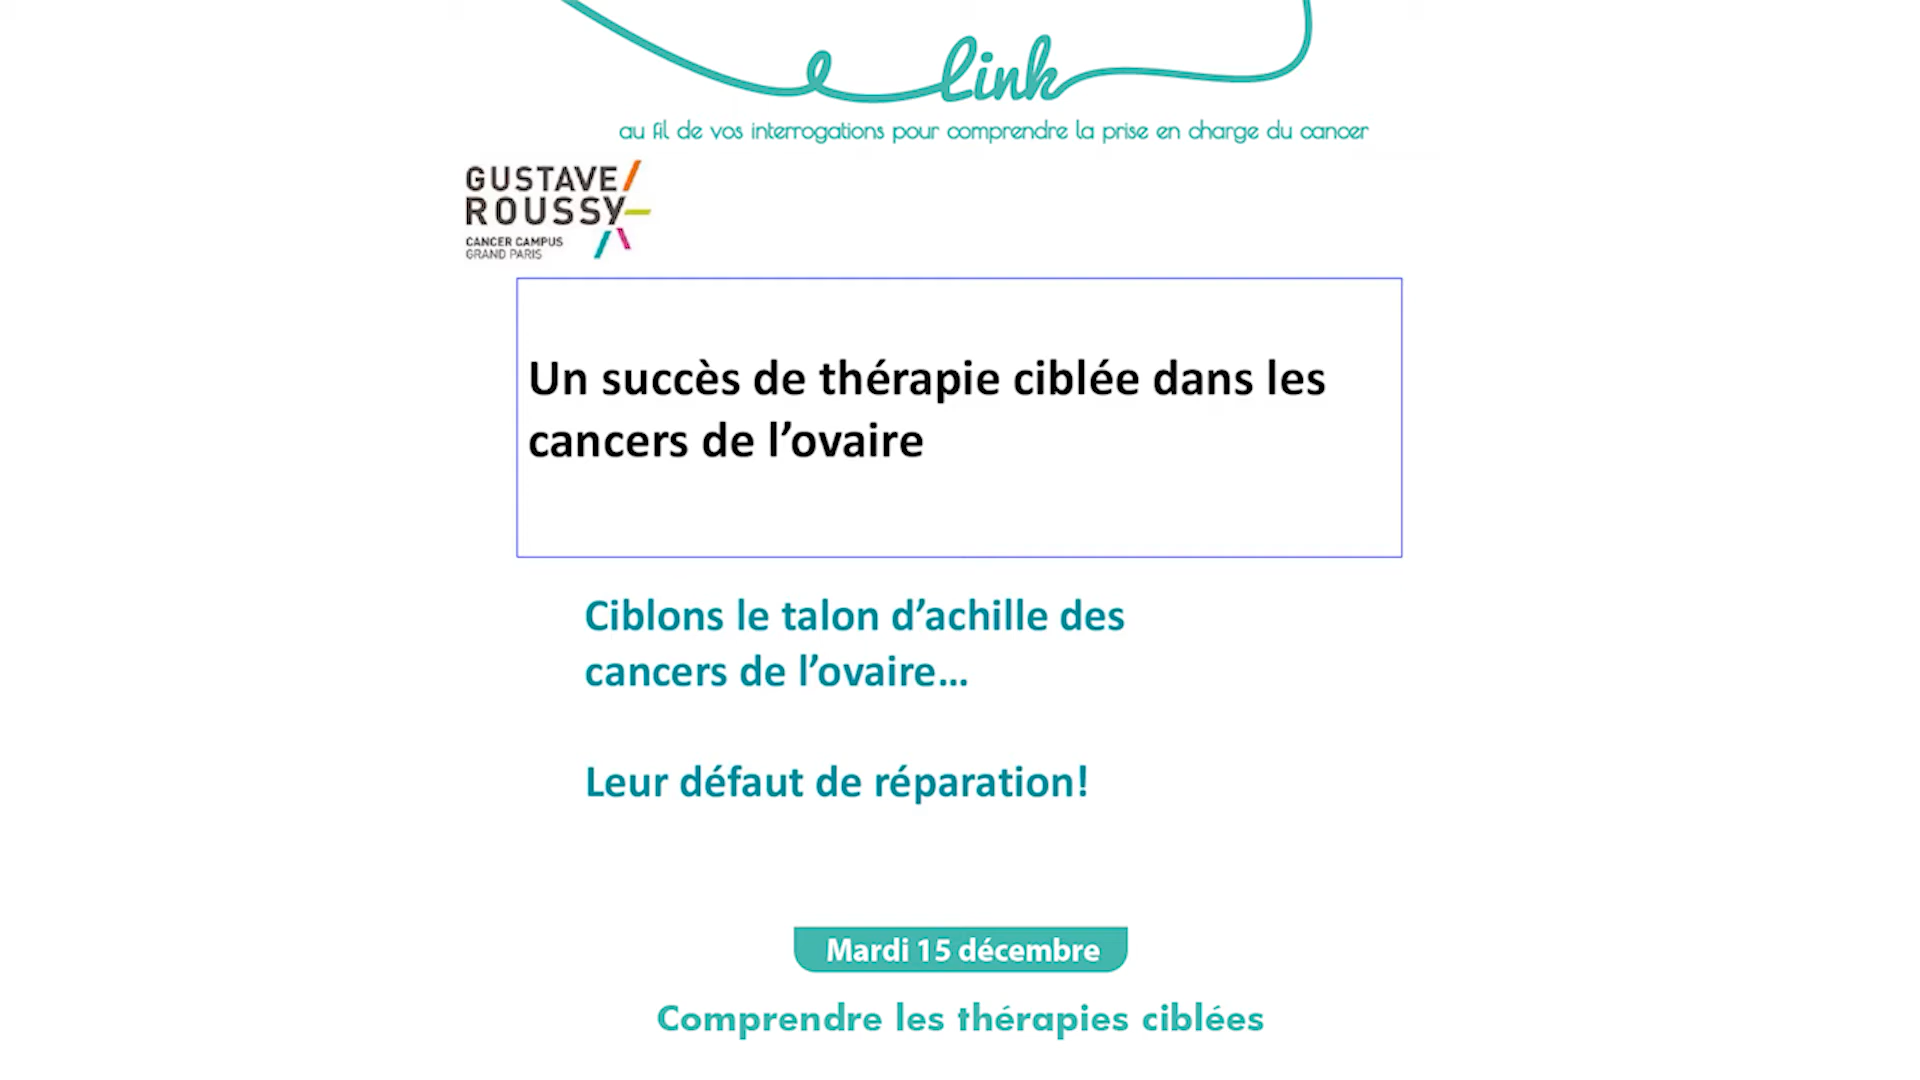 e link
au fil de vos interrogations pour comprendre la prise en charge du cancer
GUSTAVE
ROUSSY
CANCER CAMPUS
GRAND PARIS
Un succès de thérapie ciblée dans les
cancers de l’ovaire
Ciblons le talon d’achille des
cancers de l’ovaire…
Leur défaut de réparation!
Mardi 15 décembre
Comprendre les thérapies ciblées